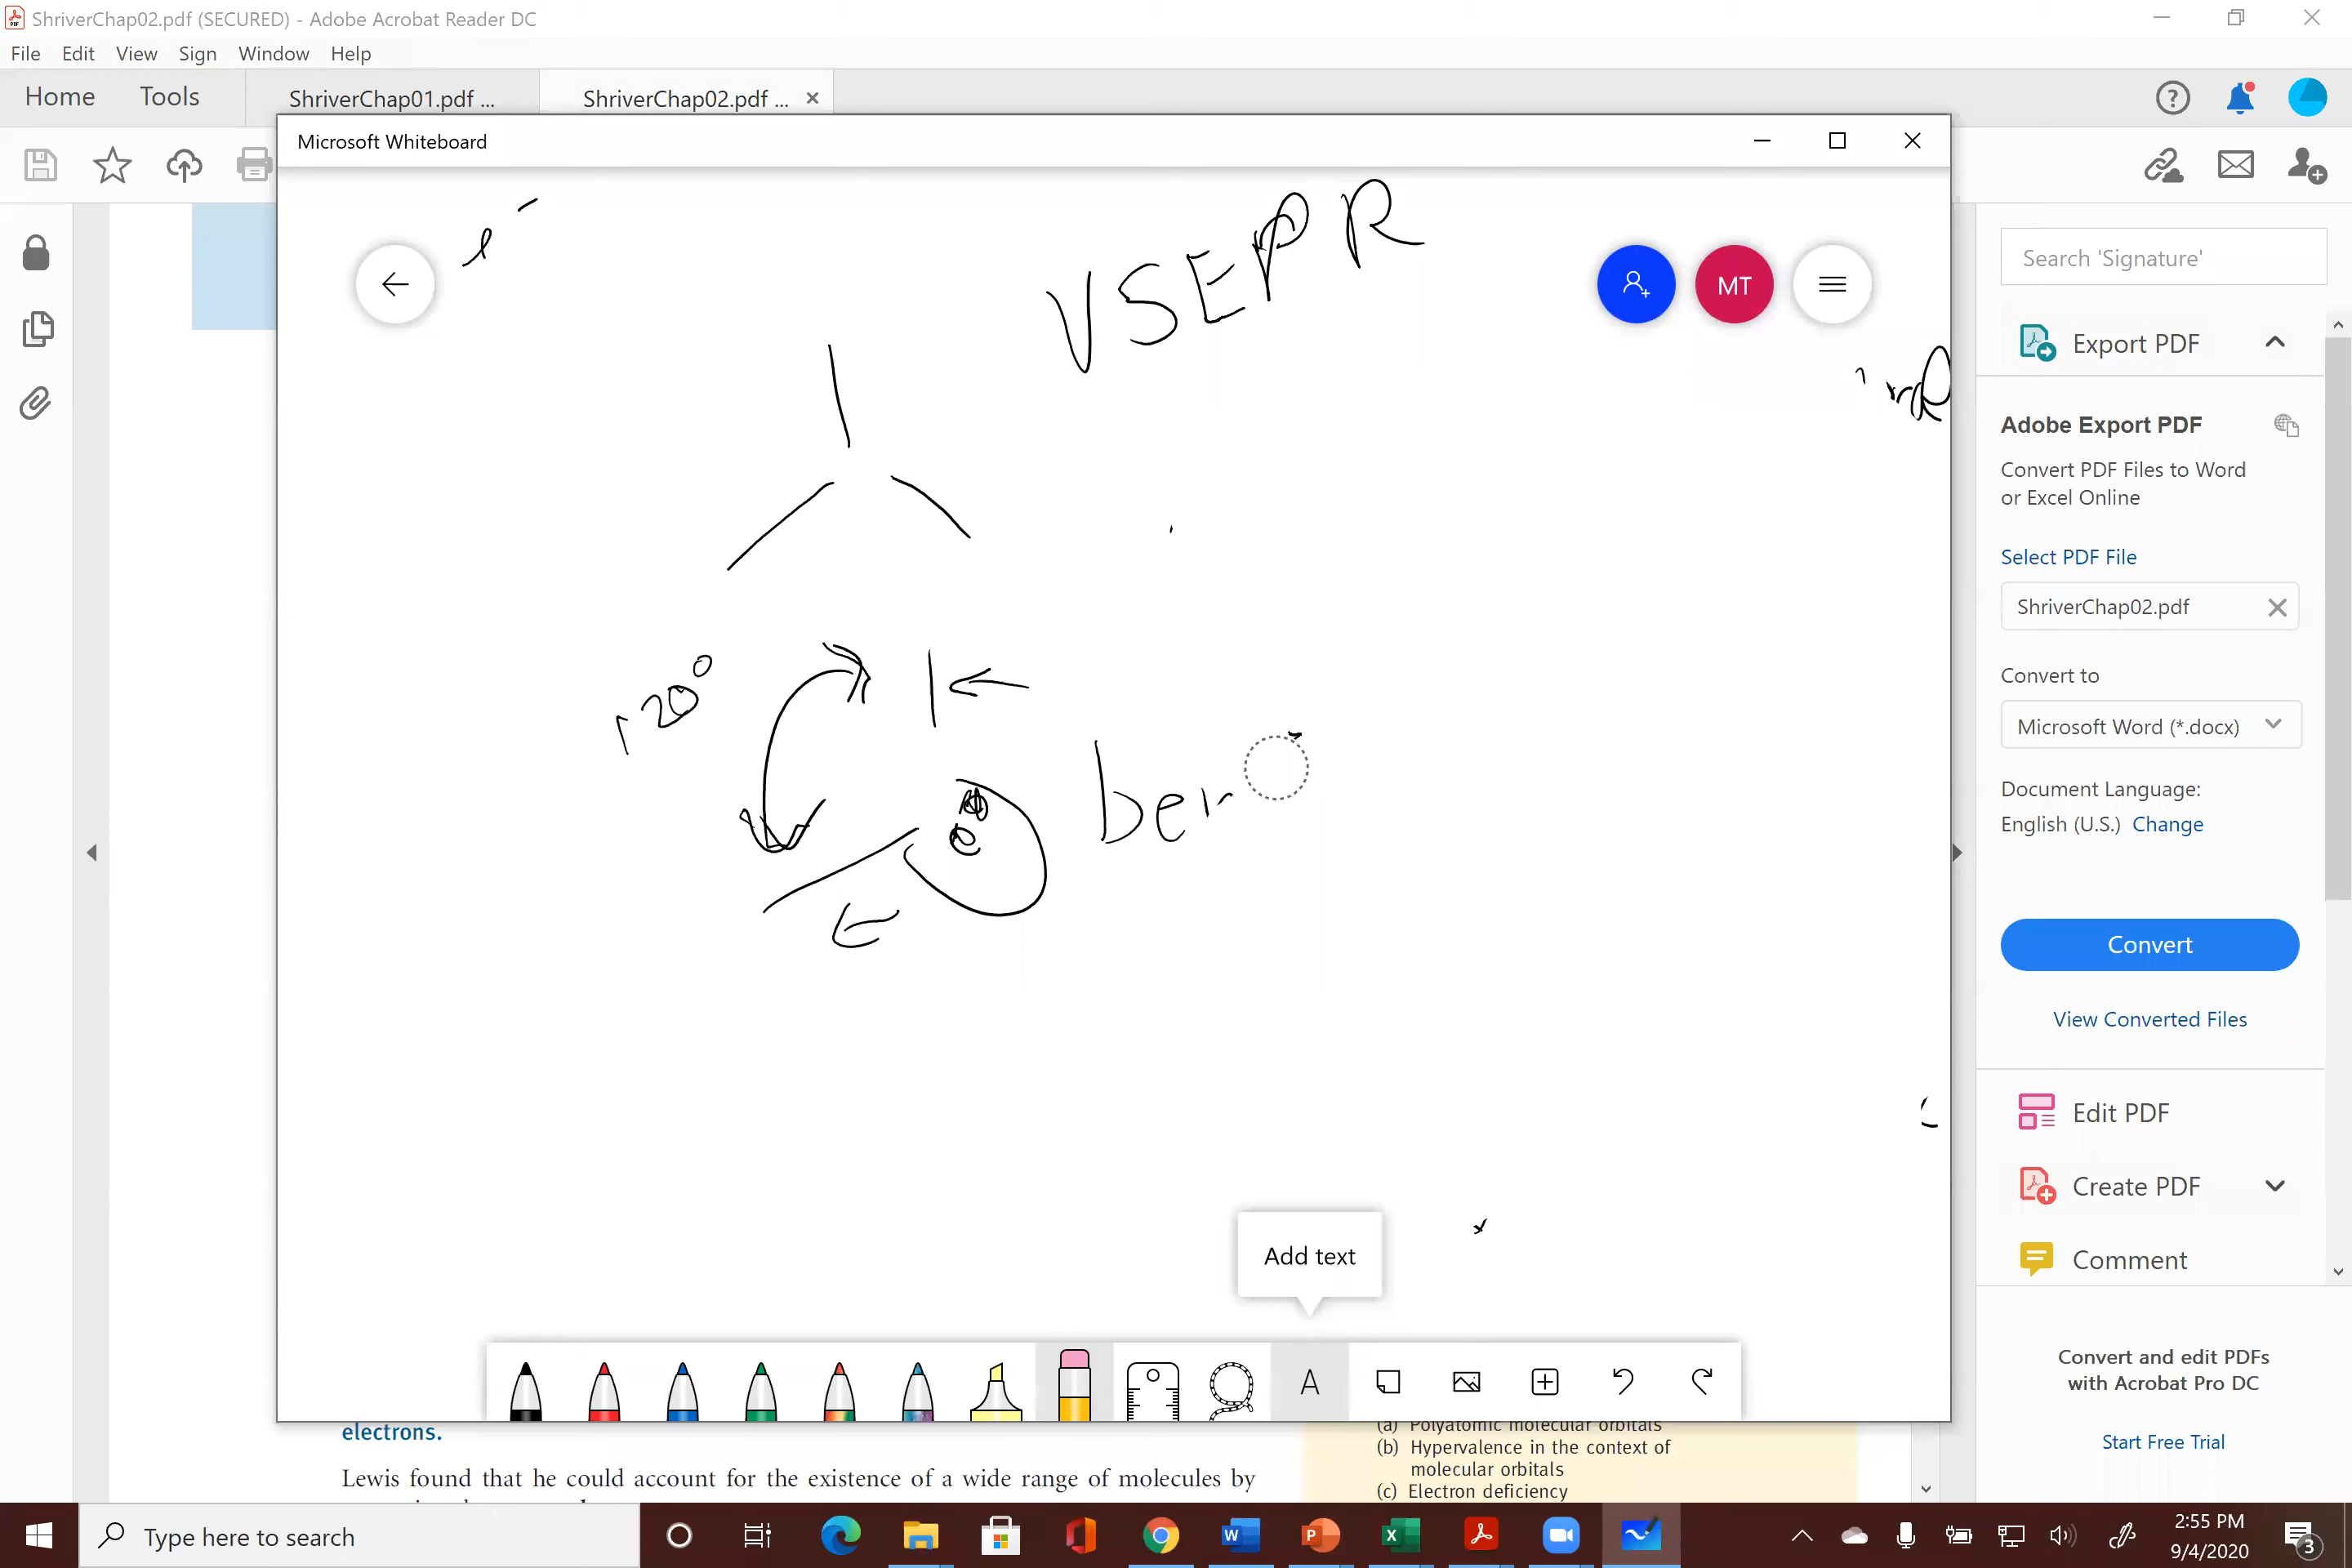 ShriverChap02.pdf (SECURED) - Adobe Acrobat Reader DC
File Edit View Sign Window Help
Home Tools ShriverChap01.pdf ... ShriverChap02.pdf ...
Microsoft Whiteboard
VSEPR
MT
120°
Add text
Search 'Signature'
Export PDF
Adobe Export PDF
Convert PDF Files to Word
or Excel Online
Select PDF File
ShriverChap02.pdf
Convert to
Microsoft Word (*.docx)
Document Language:
English (U.S.) Change
Convert
View Converted Files
Edit PDF
Create PDF
Comment
Convert and edit PDFs
with Acrobat Pro DC
Start Free Trial
electrons.
Lewis found that he could account for the existence of a wide range of molecules by
(a) Polyatomic molecular orbitals
(b) Hypervalence in the context of
molecular orbitals
(c) Electron deficiency
Type here to search
2:55 PM
9/4/2020
3